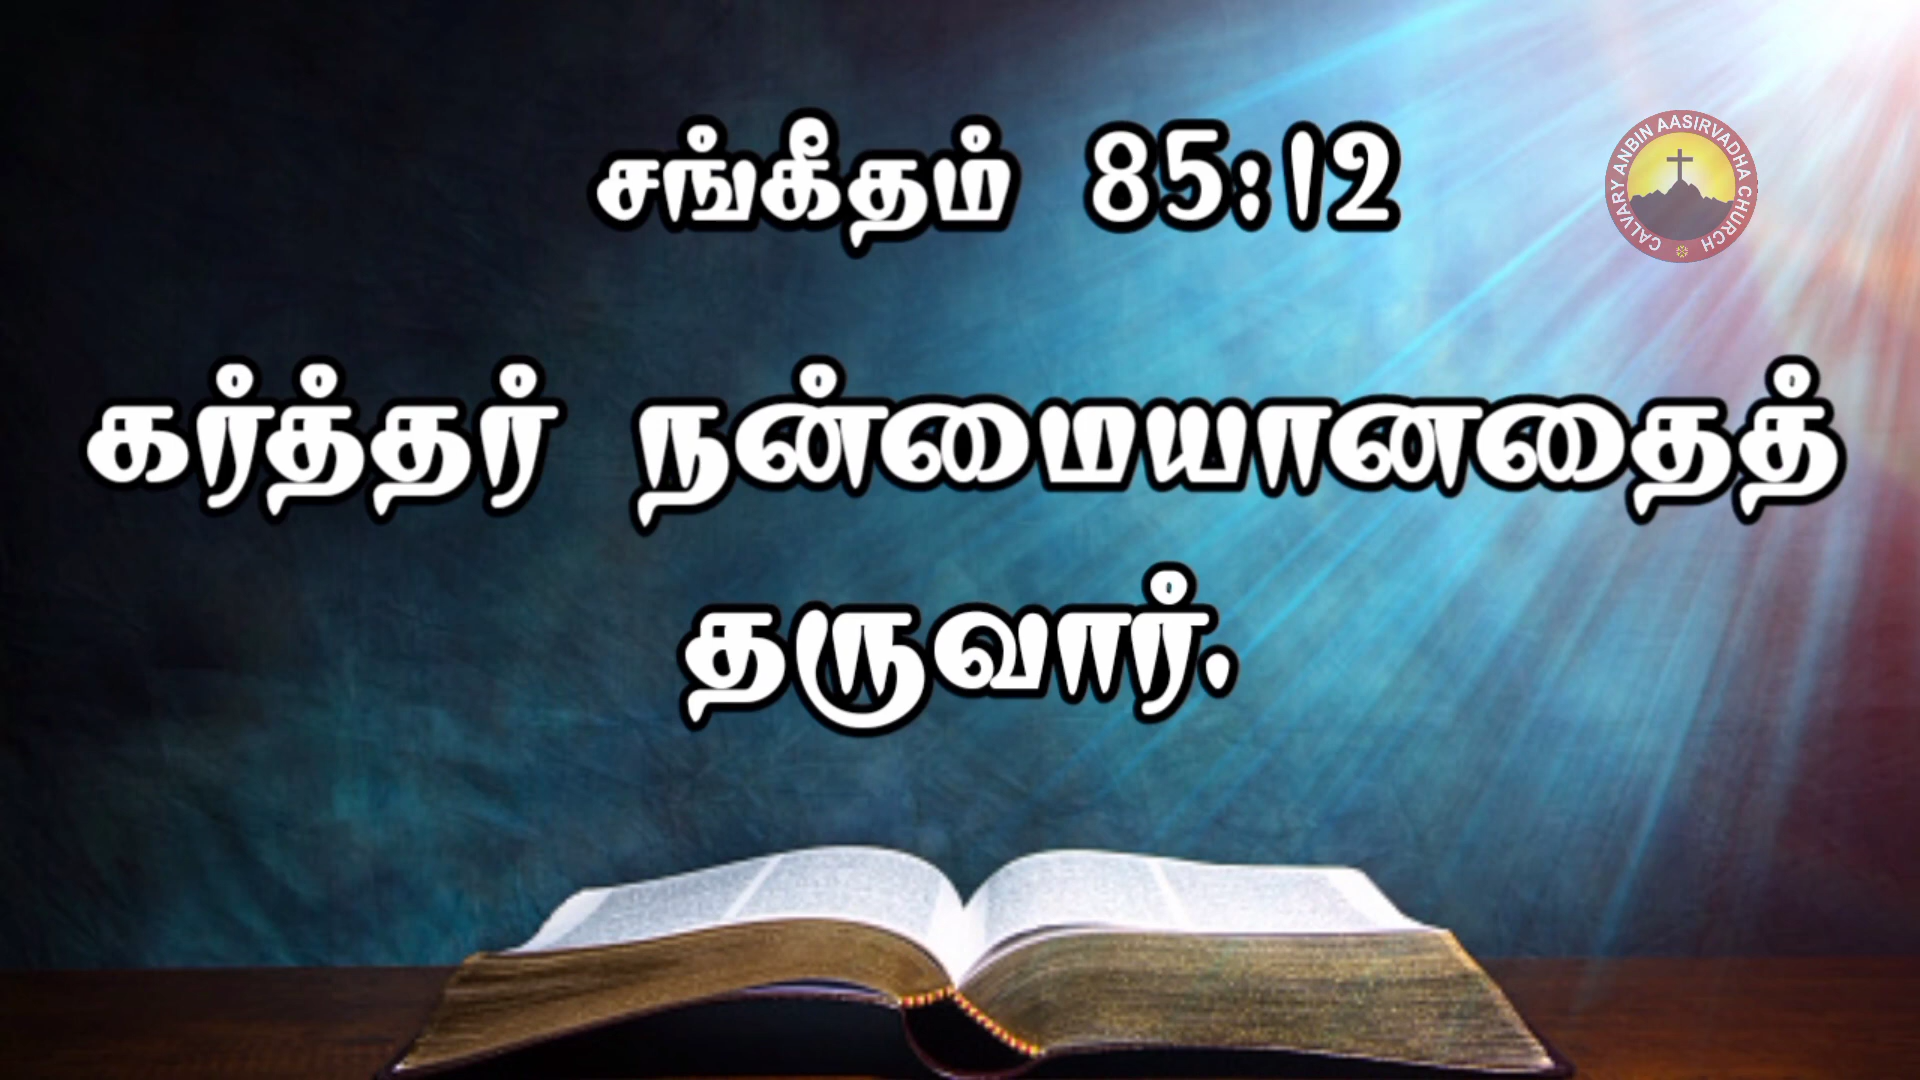 சங்கீதம் 85:12
CALVARY ANBIN AASIRVADHA CHURCH
கர்த்தர் நன்மையானதைத்
தருவார்.